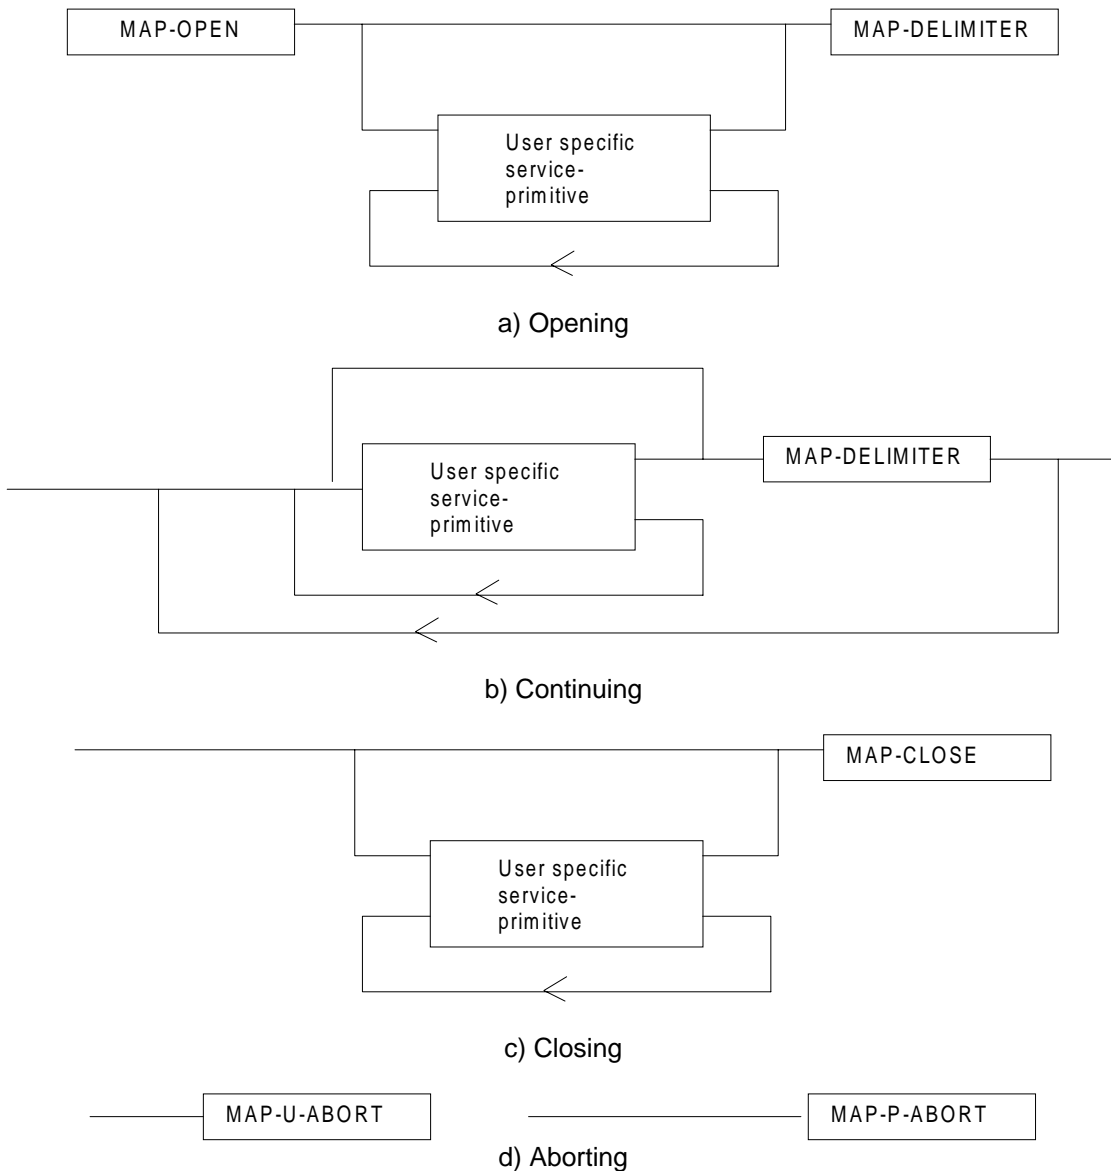 MAP-OPEN
MAP-DELIMITER
User specific
service-
primitive
a) Opening
User specific
service-
primitive
MAP-DELIMITER
b) Continuing
MAP-CLOSE
User specific
service-
primitive
c) Closing
MAP-U-ABORT
MAP-P-ABORT
d) Aborting